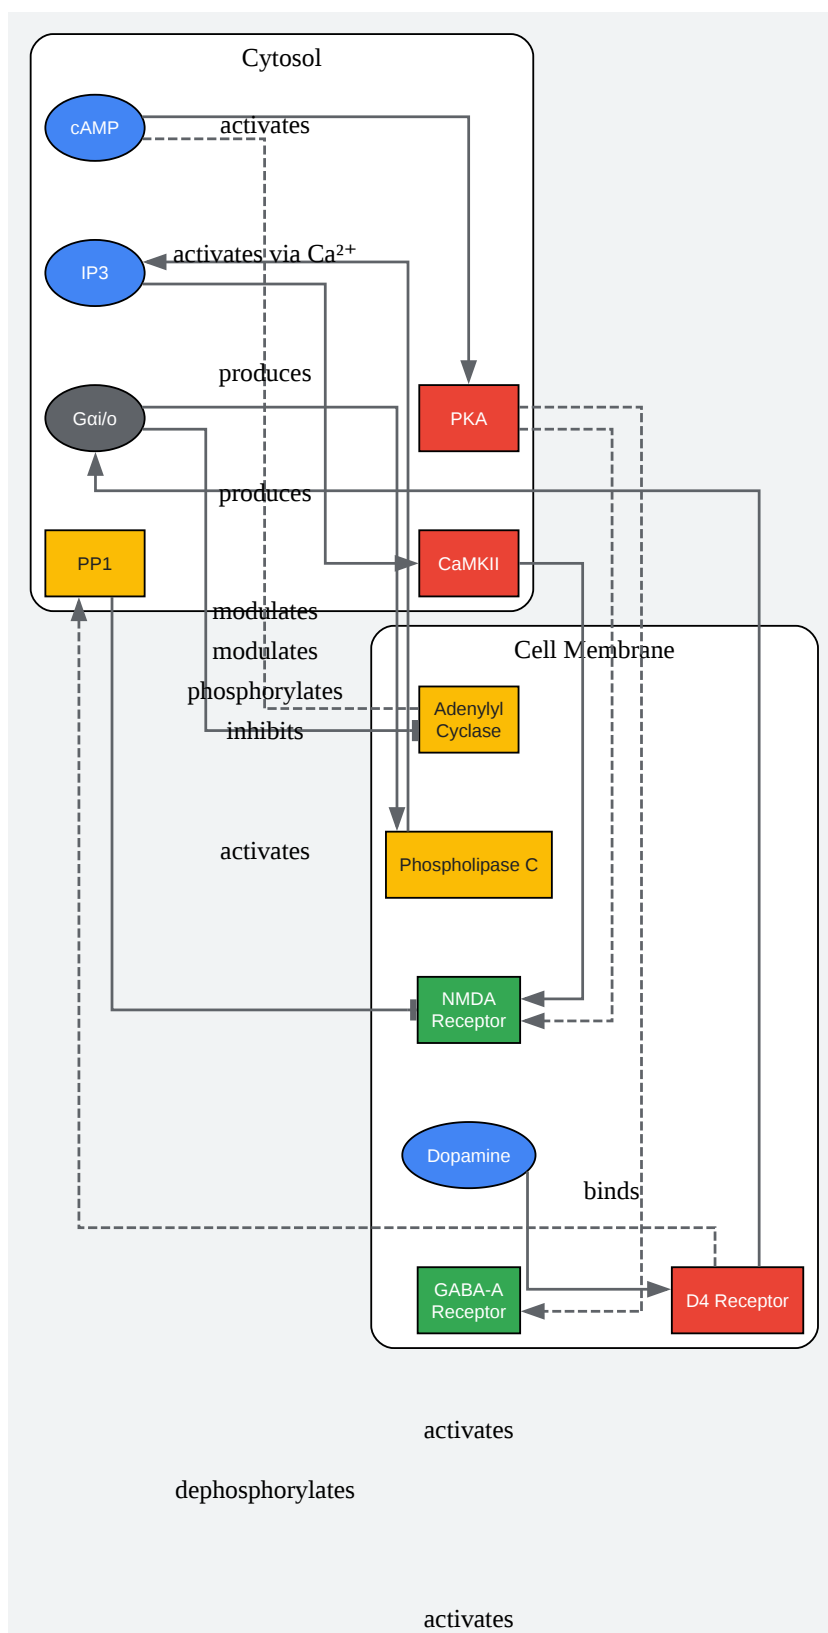 Cytosol
cAMP
activates
activates via Ca²⁺
IP3
produces
Gαi/o
PKA
produces
PP1
CaMKII
modulates
modulates
Cell Membrane
phosphorylates
Adenylyl
Cyclase
inhibits
activates
Phospholipase C
NMDA
Receptor
Dopamine
binds
GABA-A
Receptor
D4 Receptor
activates
dephosphorylates
activates